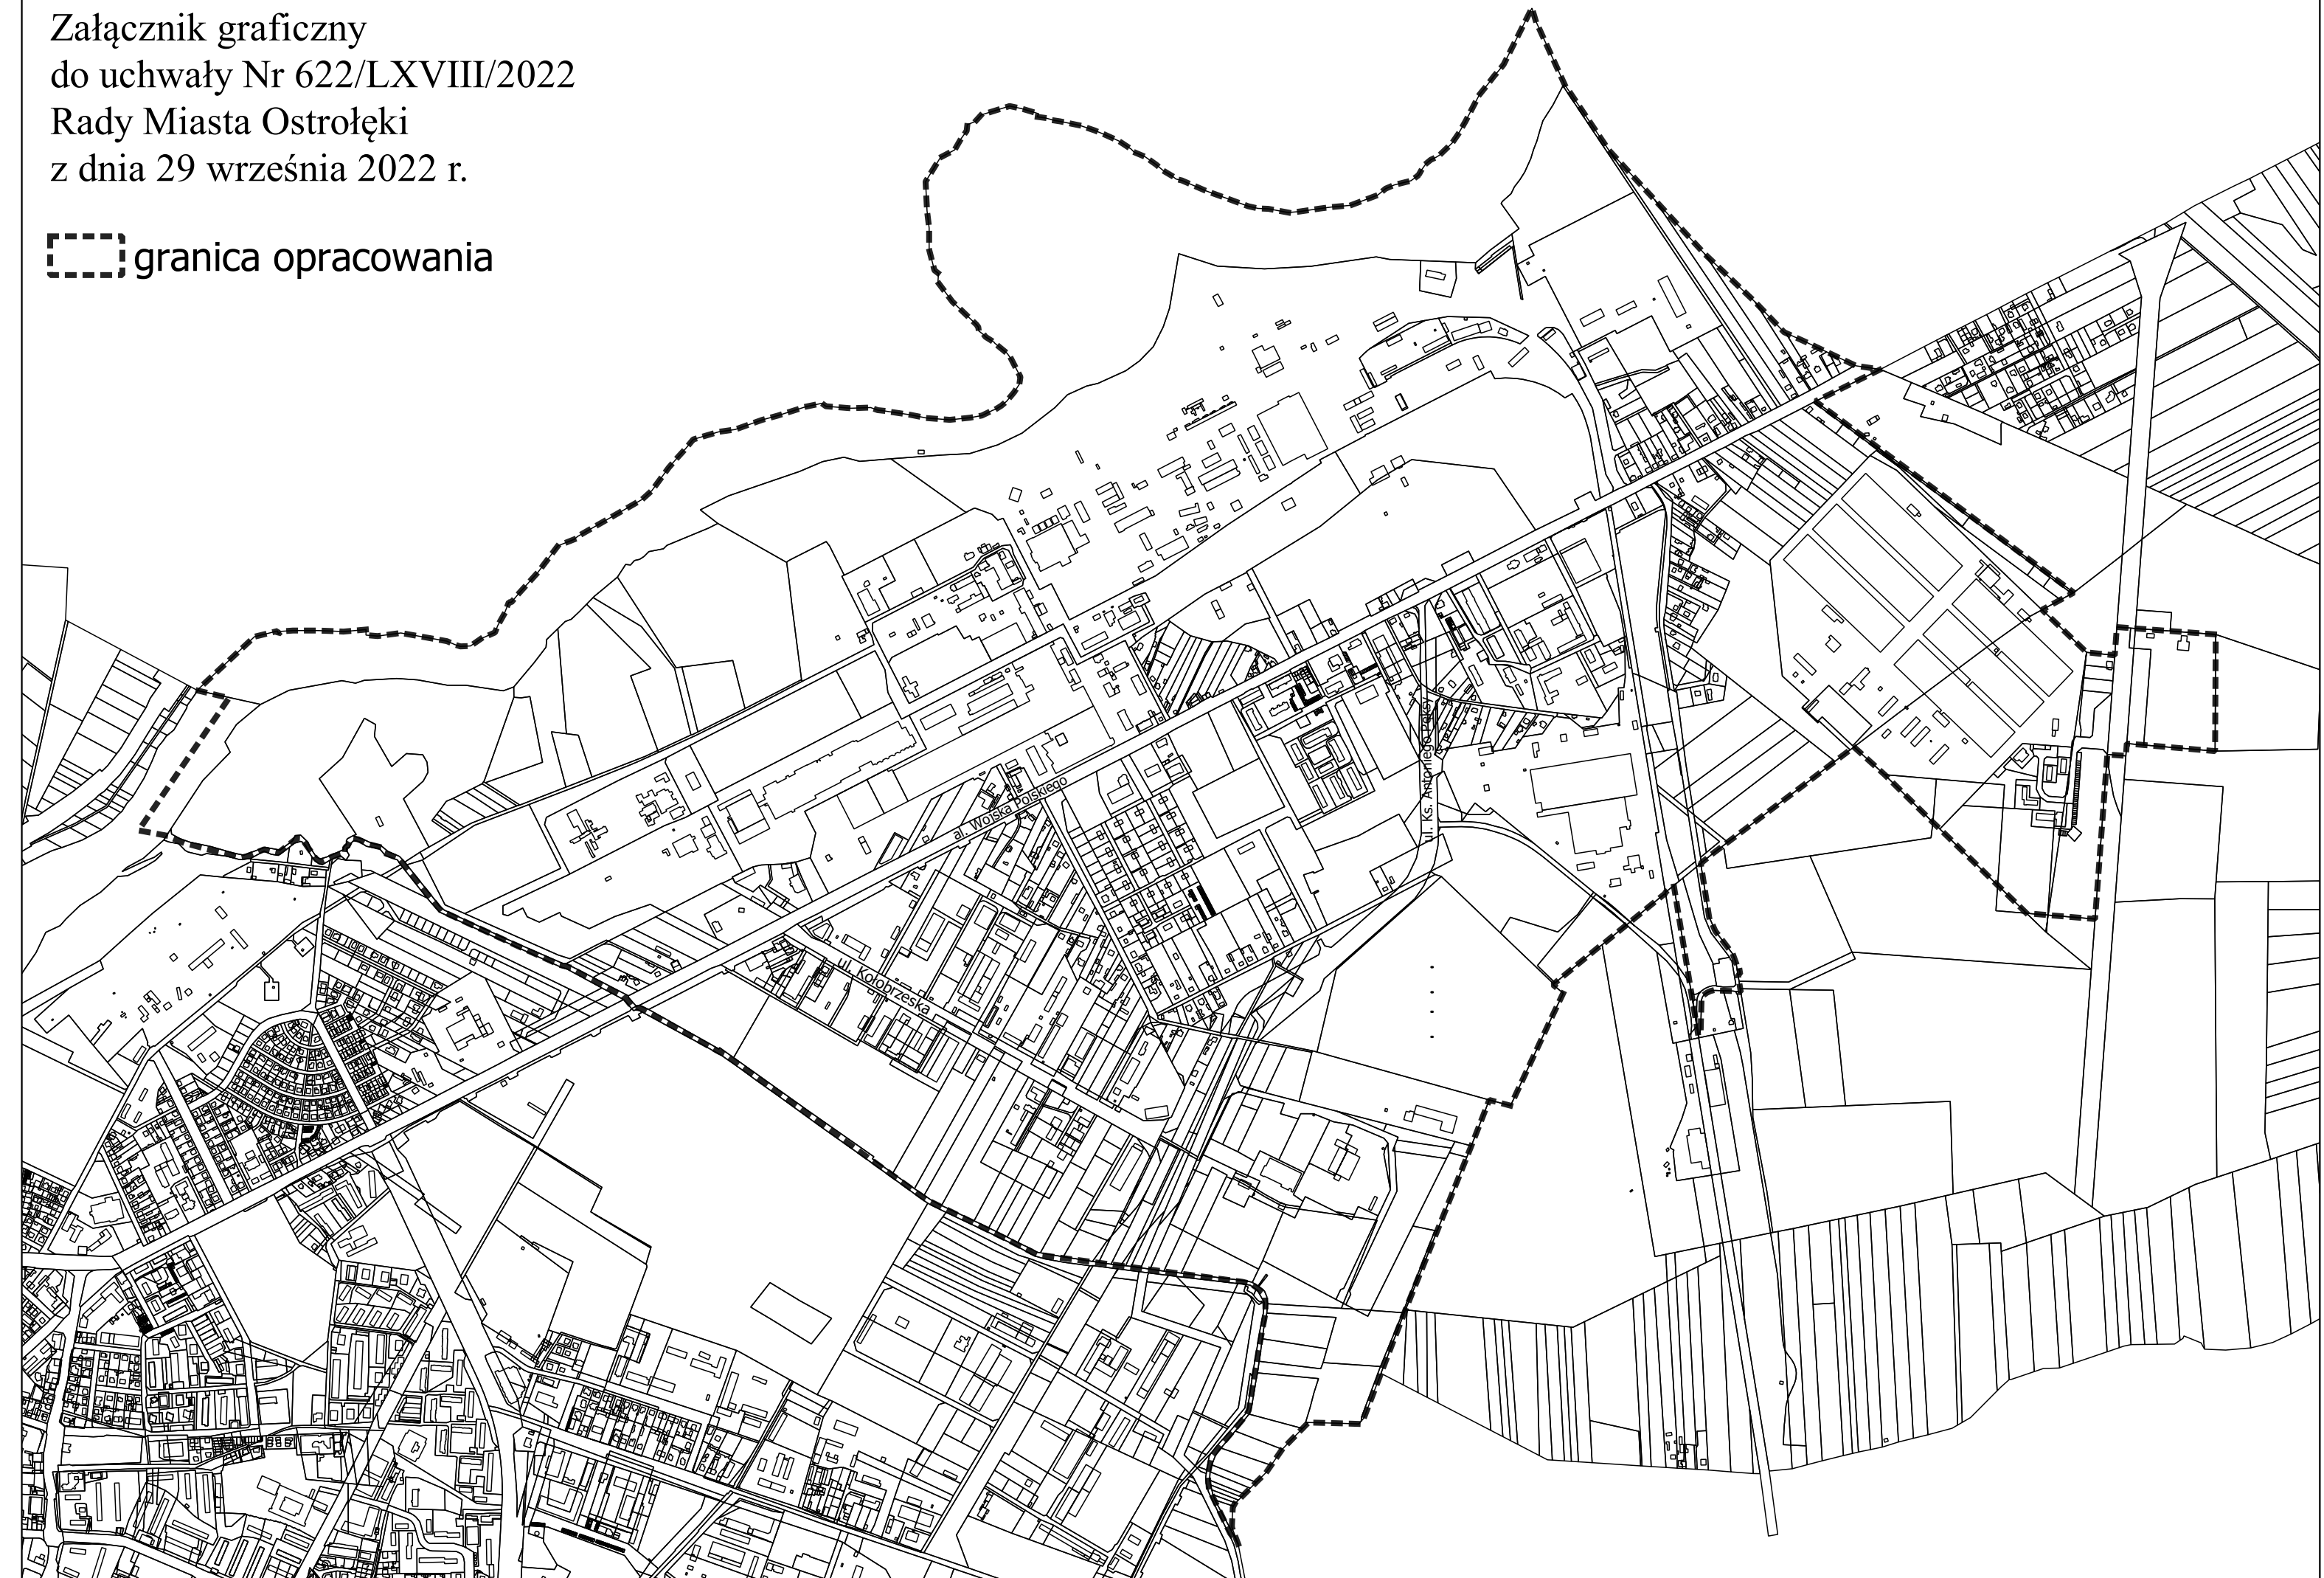 Załącznik graficzny
do uchwały Nr 622/LXVIII/2022
Rady Miasta Ostrołęki
z dnia 29 września 2022 r.
granica opracowania
al. Wojska Polskiego
ul. Ks. Antoniego Pęksy
ul. Kołobrzeska